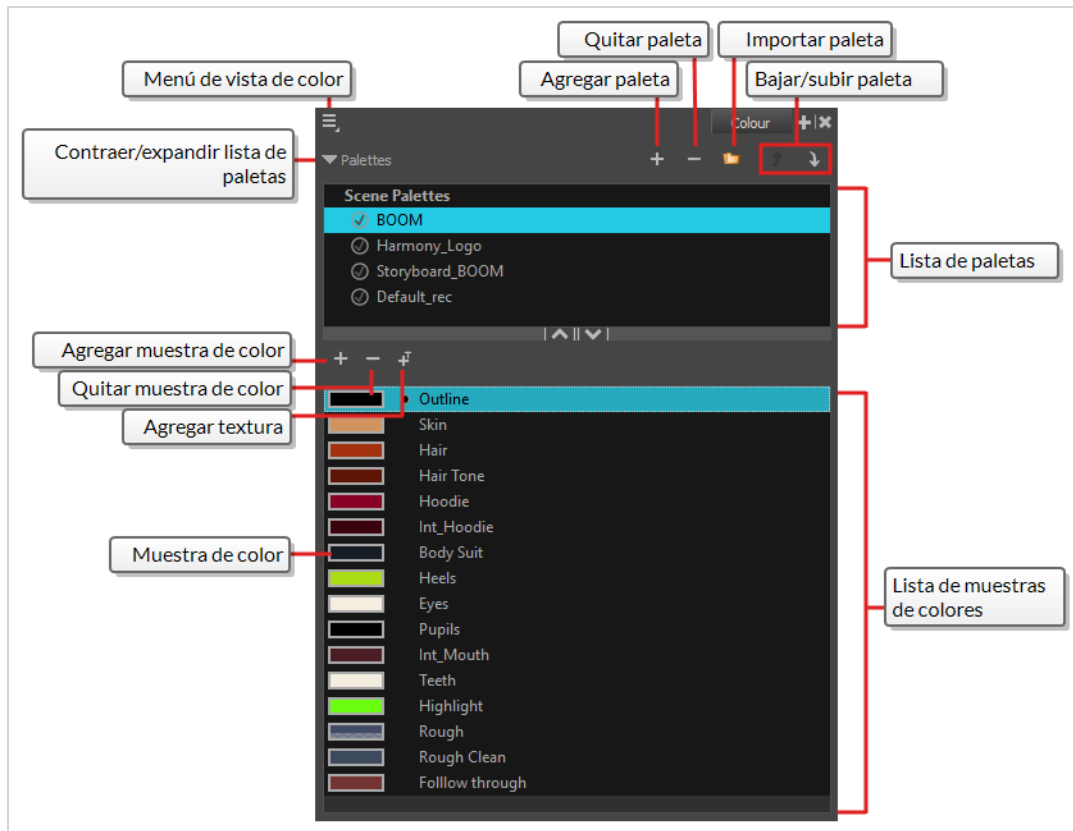 Quitar paleta
Importar paleta
Menú de vista de color
Agregar paleta
Bajar/subir paleta
Colour
Contraer/expandir lista de
paletas
Palettes
Scene Palettes
BOOM
Harmony_Logo
Storyboard_BOOM
Default_rec
Lista de paletas
Agregar muestra de color
Quitar muestra de color
Agregar textura
Outline
Skin
Hair
Hair Tone
Hoodie
Int_Hoodie
Muestra de color
Body Suit
Heels
Eyes
Pupils
Int_Mouth
Teeth
Highlight
Rough
Rough Clean
Folllow through
Lista de muestras
de colores